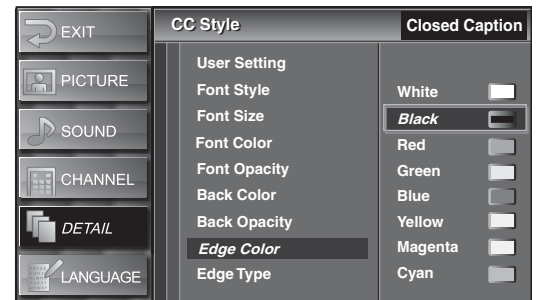 EXIT
PICTURE
SOUND
CHANNEL
DETAIL
LANGUAGE
CC Style
Closed Caption
User Setting
Font Style
Font Size
Font Color
Font Opacity
Back Color
Back Opacity
Edge Color
Edge Type
White
Black
Red
Green
Blue
Yellow
Magenta
Cyan